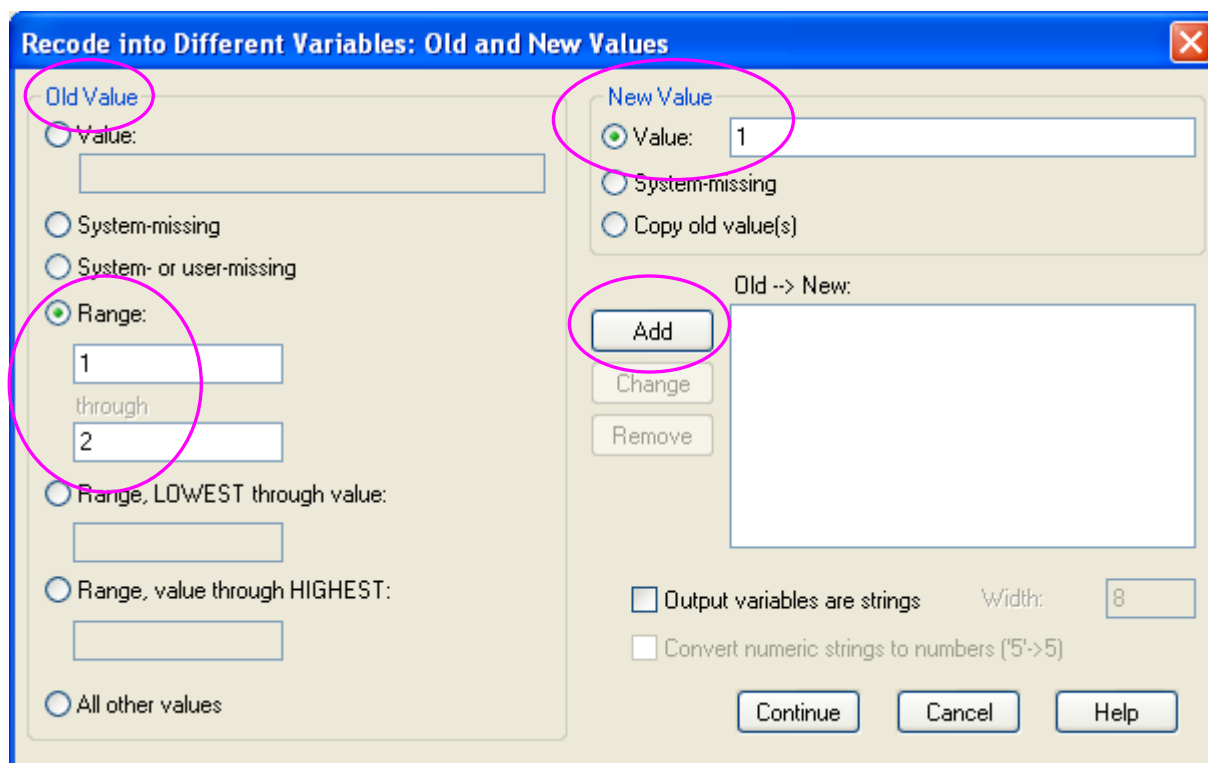 Recode into Different Variables: Old and New Values
Old Value
Value:
System-missing
System- or user-missing
Range:
1
through
2
Range, LOWEST through value:
Range, value through HIGHEST:
All other values
New Value
Value: 1
System-missing
Copy old value(s)
Old --> New:
Add
Change
Remove
Output variables are strings Width: 8
Convert numeric strings to numbers ('5'->5)
Continue Cancel Help